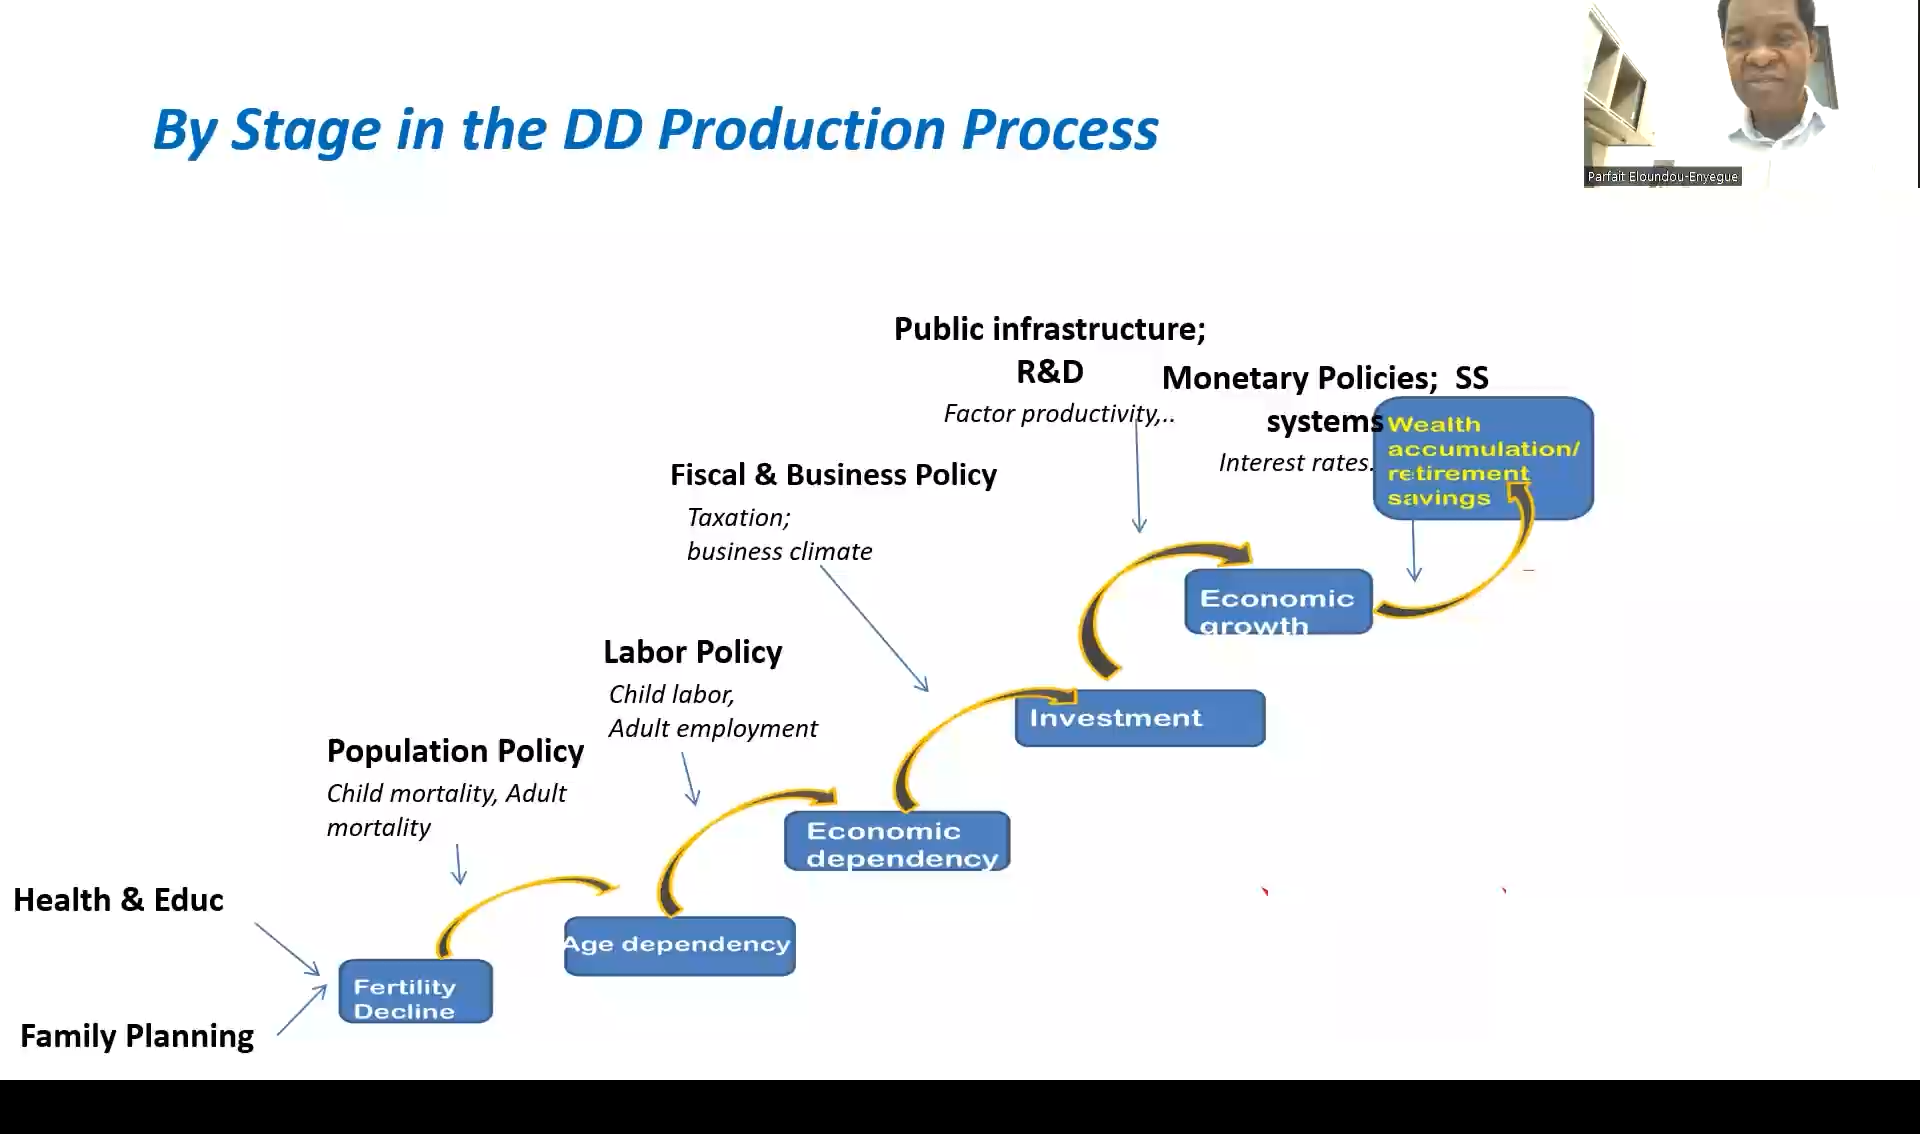 By Stage in the DD Production Process
Parfait Eloundou-Enyegue
Public infrastructure;
R&D
Factor productivity,..
Monetary Policies; SS
systems
Interest rates.
Wealth
accumulation/
retirement
savings
Fiscal & Business Policy
Taxation;
business climate
Economic
growth
Labor Policy
Child labor,
Adult employment
Investment
Population Policy
Child mortality, Adult
mortality
Economic
dependency
Health & Educ
Age dependency
Fertility
Decline
Family Planning